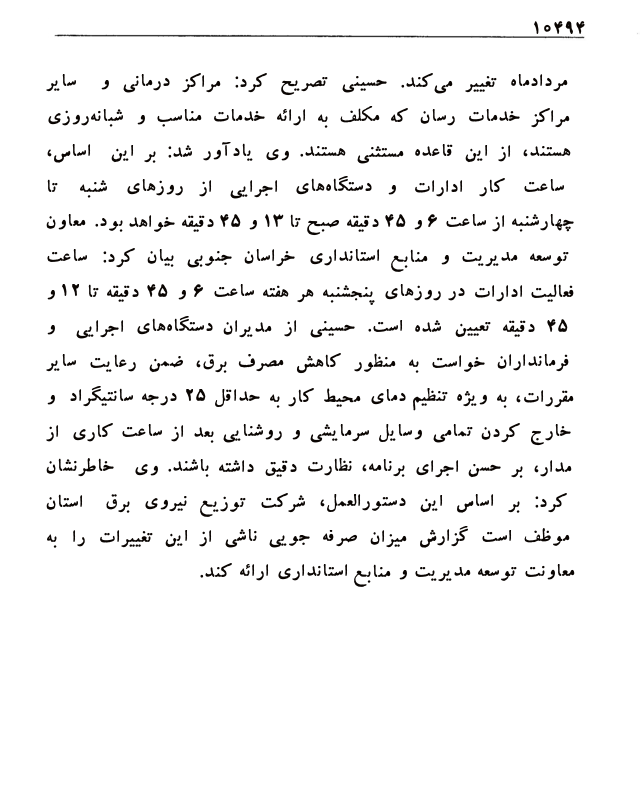 ۱۰۴۹۴
مردادماه تغییر می‌کند. حسینی تصریح کرد: مراکز درمانی و سایر
مراکز خدمات رسان که مکلف به ارائه خدمات مناسب و شبانه‌روزی
هستند، از این قاعده مستثنی هستند. وی یادآور شد: بر این اساس،
ساعت کار ادارات و دستگاه‌های اجرایی از روزهای شنبه تا
چهارشنبه از ساعت ۶ و ۴۵ دقیقه صبح تا ۱۳ و ۴۵ دقیقه خواهد بود. معاون
توسعه مدیریت و منابع استانداری خراسان جنوبی بیان کرد: ساعت
فعالیت ادارات در روزهای پنجشنبه هر هفته ساعت ۶ و ۴۵ دقیقه تا ۱۲ و
۴۵ دقیقه تعیین شده است. حسینی از مدیران دستگاه‌های اجرایی و
فرمانداران خواست به منظور کاهش مصرف برق، ضمن رعایت سایر
مقررات، به ویژه تنظیم دمای محیط کار به حداقل ۲۵ درجه سانتیگراد و
خارج کردن تمامی وسایل سرمایشی و روشنایی بعد از ساعت کاری از
مدار، بر حسن اجرای برنامه، نظارت دقیق داشته باشند. وی خاطرنشان
کرد: بر اساس این دستورالعمل، شرکت توزیع نیروی برق استان
موظف است گزارش میزان صرفه جویی ناشی از این تغییرات را به
معاونت توسعه مدیریت و منابع استانداری ارائه کند.